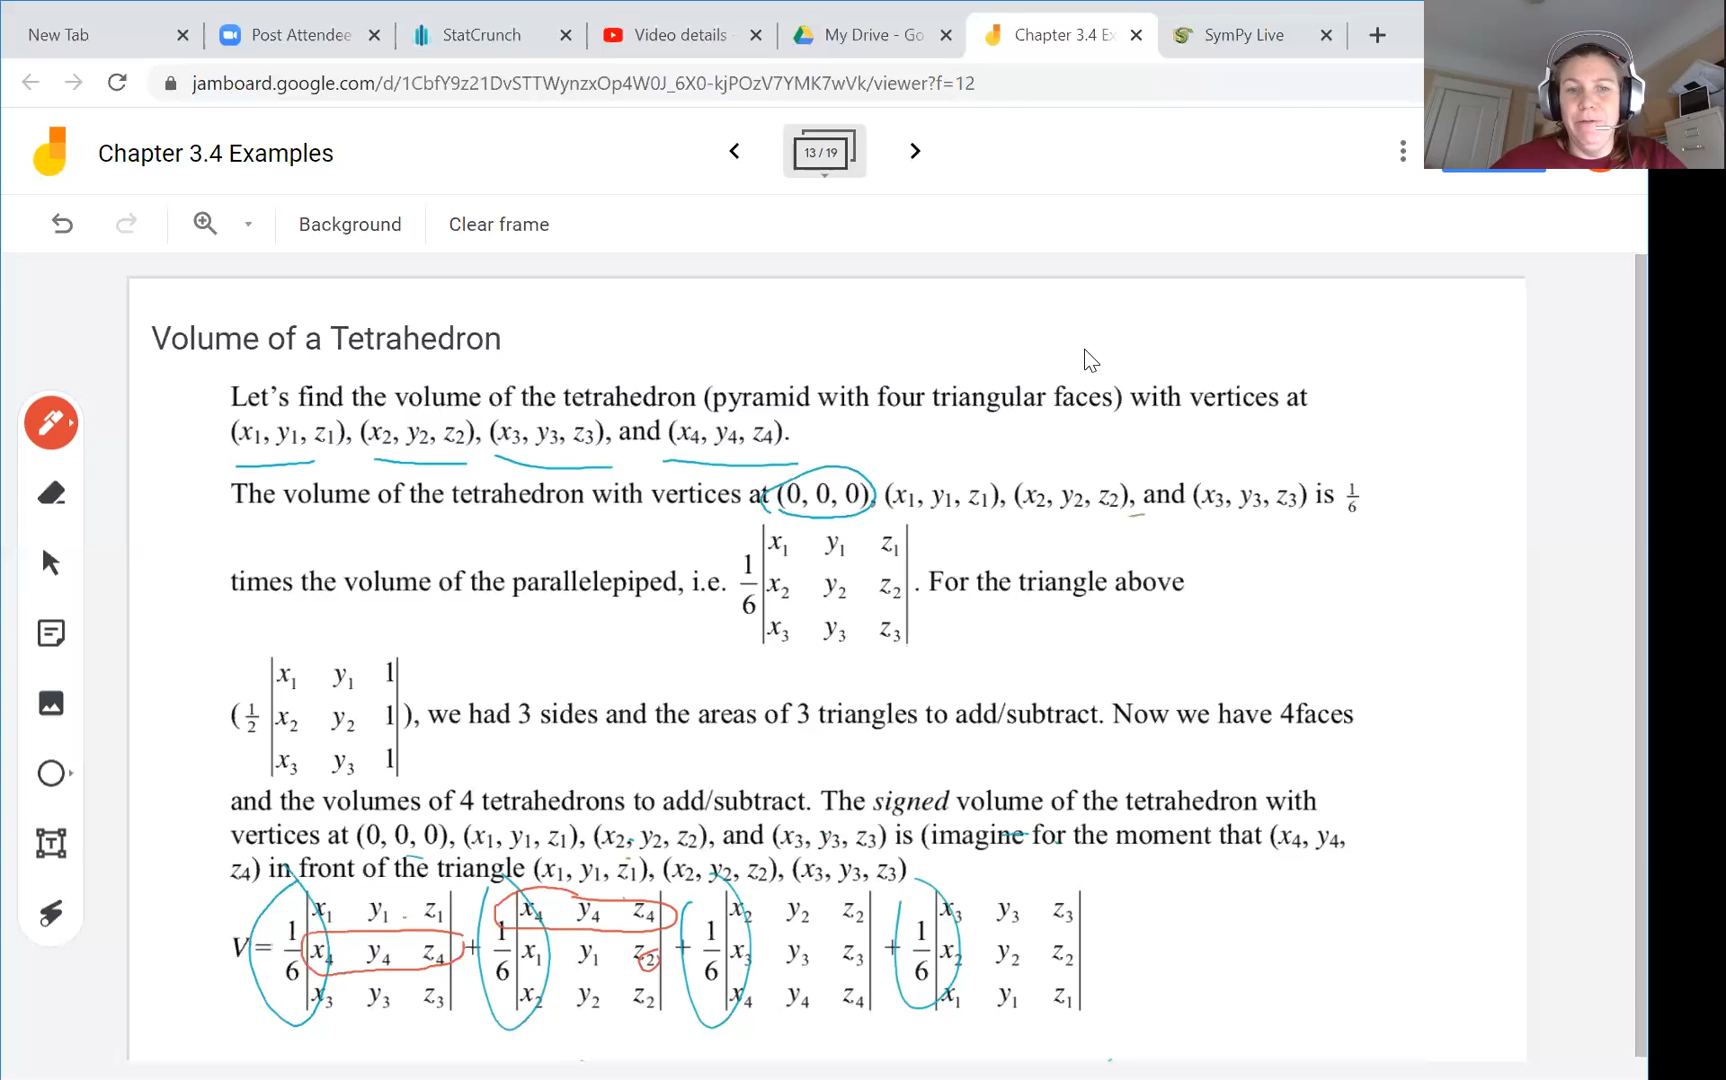 New Tab
Post Attendee
StatCrunch
Video details -
My Drive - Go
Chapter 3.4 Ex
SymPy Live
jamboard.google.com/d/1CbfY9z21DvSTTWynzxOp4W0J_6X0-kjPOzV7YMK7wVk/viewer?f=12
Chapter 3.4 Examples
13 / 19
Background
Clear frame
Volume of a Tetrahedron
Let’s find the volume of the tetrahedron (pyramid with four triangular faces) with vertices at
(x₁, y₁, z₁), (x₂, y₂, z₂), (x₃, y₃, z₃), and (x₄, y₄, z₄).
The volume of the tetrahedron with vertices at (0, 0, 0), (x₁, y₁, z₁), (x₂, y₂, z₂), and (x₃, y₃, z₃) is 1/6
times the volume of the parallelepiped, i.e. 1/6 |x₁ y₁ z₁; x₂ y₂ z₂; x₃ y₃ z₃| . For the triangle above
(1/2 |x₁ y₁ 1; x₂ y₂ 1; x₃ y₃ 1|), we had 3 sides and the areas of 3 triangles to add/subtract. Now we have 4faces
and the volumes of 4 tetrahedrons to add/subtract. The signed volume of the tetrahedron with
vertices at (0, 0, 0), (x₁, y₁, z₁), (x₂, y₂, z₂), and (x₃, y₃, z₃) is (imagine for the moment that (x₄, y₄,
z₄) in front of the triangle (x₁, y₁, z₁), (x₂, y₂, z₂), (x₃, y₃, z₃)
V= 1/6 |x₁ y₁ z₁; x₄ y₄ z₄; x₃ y₃ z₃| + 1/6 |x₄ y₄ z₄; x₁ y₁ z₂; x₂ y₂ z₂| + 1/6 |x₂ y₂ z₂; x₃ y₃ z₃; x₄ y₄ z₄| + 1/6 |x₃ y₃ z₃; x₂ y₂ z₂; x₁ y₁ z₁|